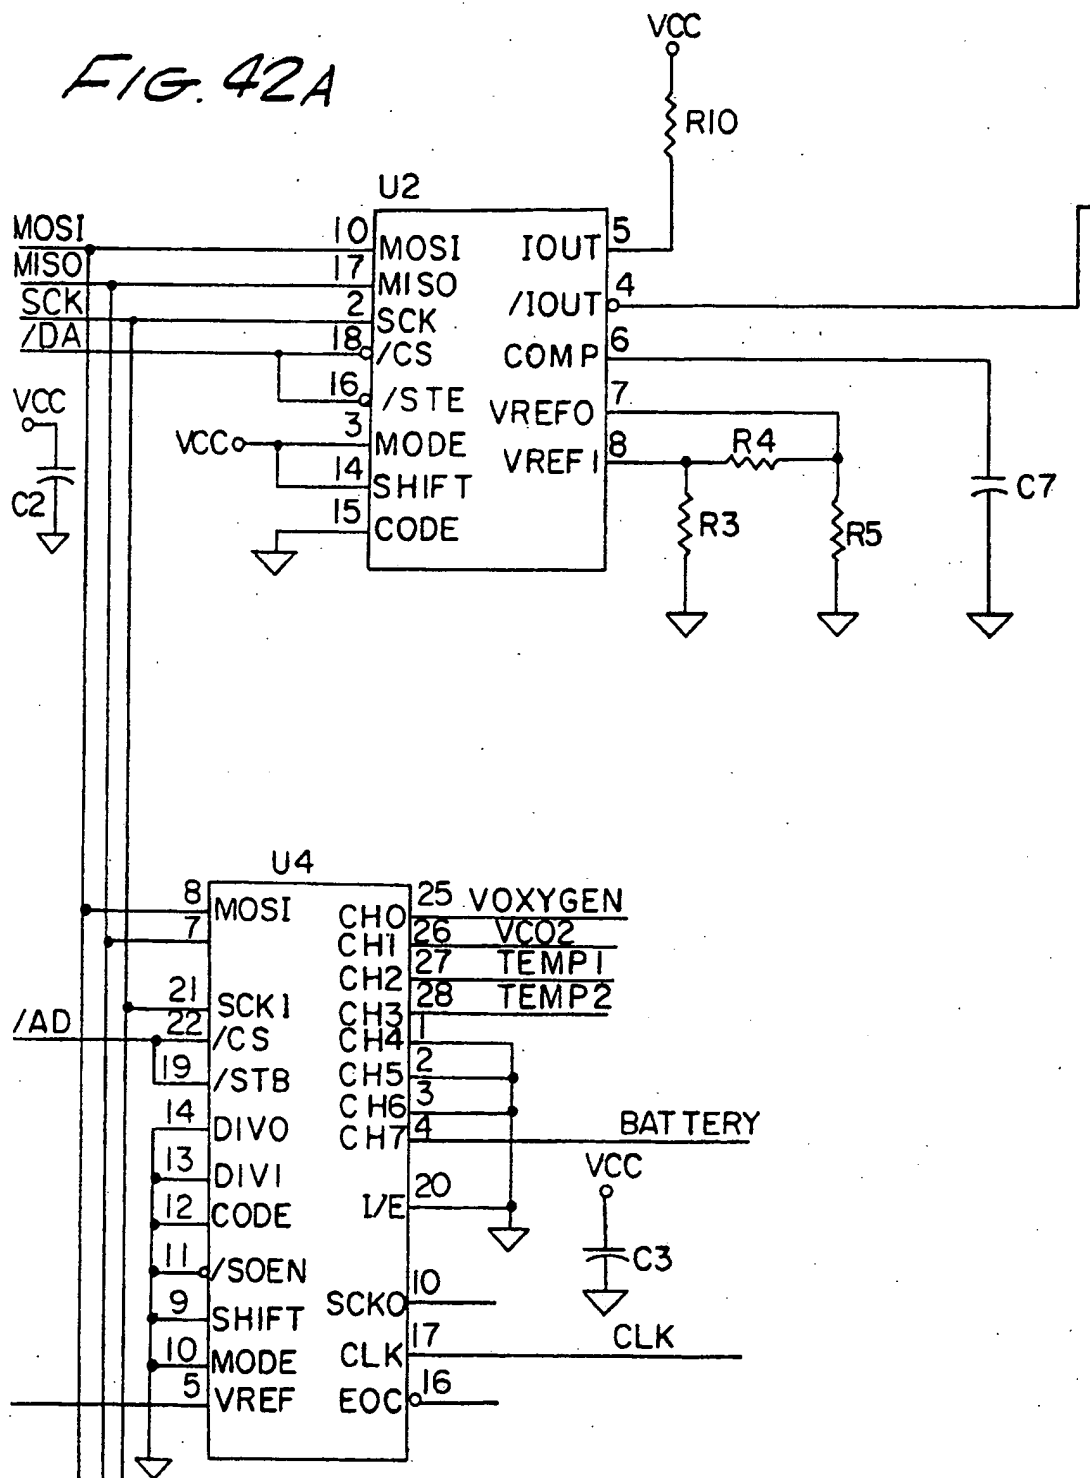 FIG. 42A
VCC
R10
U2
MOSI
MISO
SCK
/DA
10
17
2
18
16
3
14
15
MOSI
MISO
SCK
/CS
/STE
MODE
SHIFT
CODE
IOUT
/IOUT
COMP
VREFO
VREF1
5
4
6
7
8
VCC
C2
VCC
R4
R3
R5
C7
U4
8
7
21
22
19
14
13
12
11
9
10
5
/AD
MOSI
SCK1
/CS
/STB
DIVO
DIV1
CODE
/SOEN
SHIFT
MODE
VREF
CHO
CH1
CH2
CH3
CH4
CH5
CH6
CH7
I/E
SCKO
CLK
EOC
25 VOXYGEN
26 VCO2
27 TEMP1
28 TEMP2
1
2
3
4 BATTERY
20
VCC
C3
10
17 CLK
16